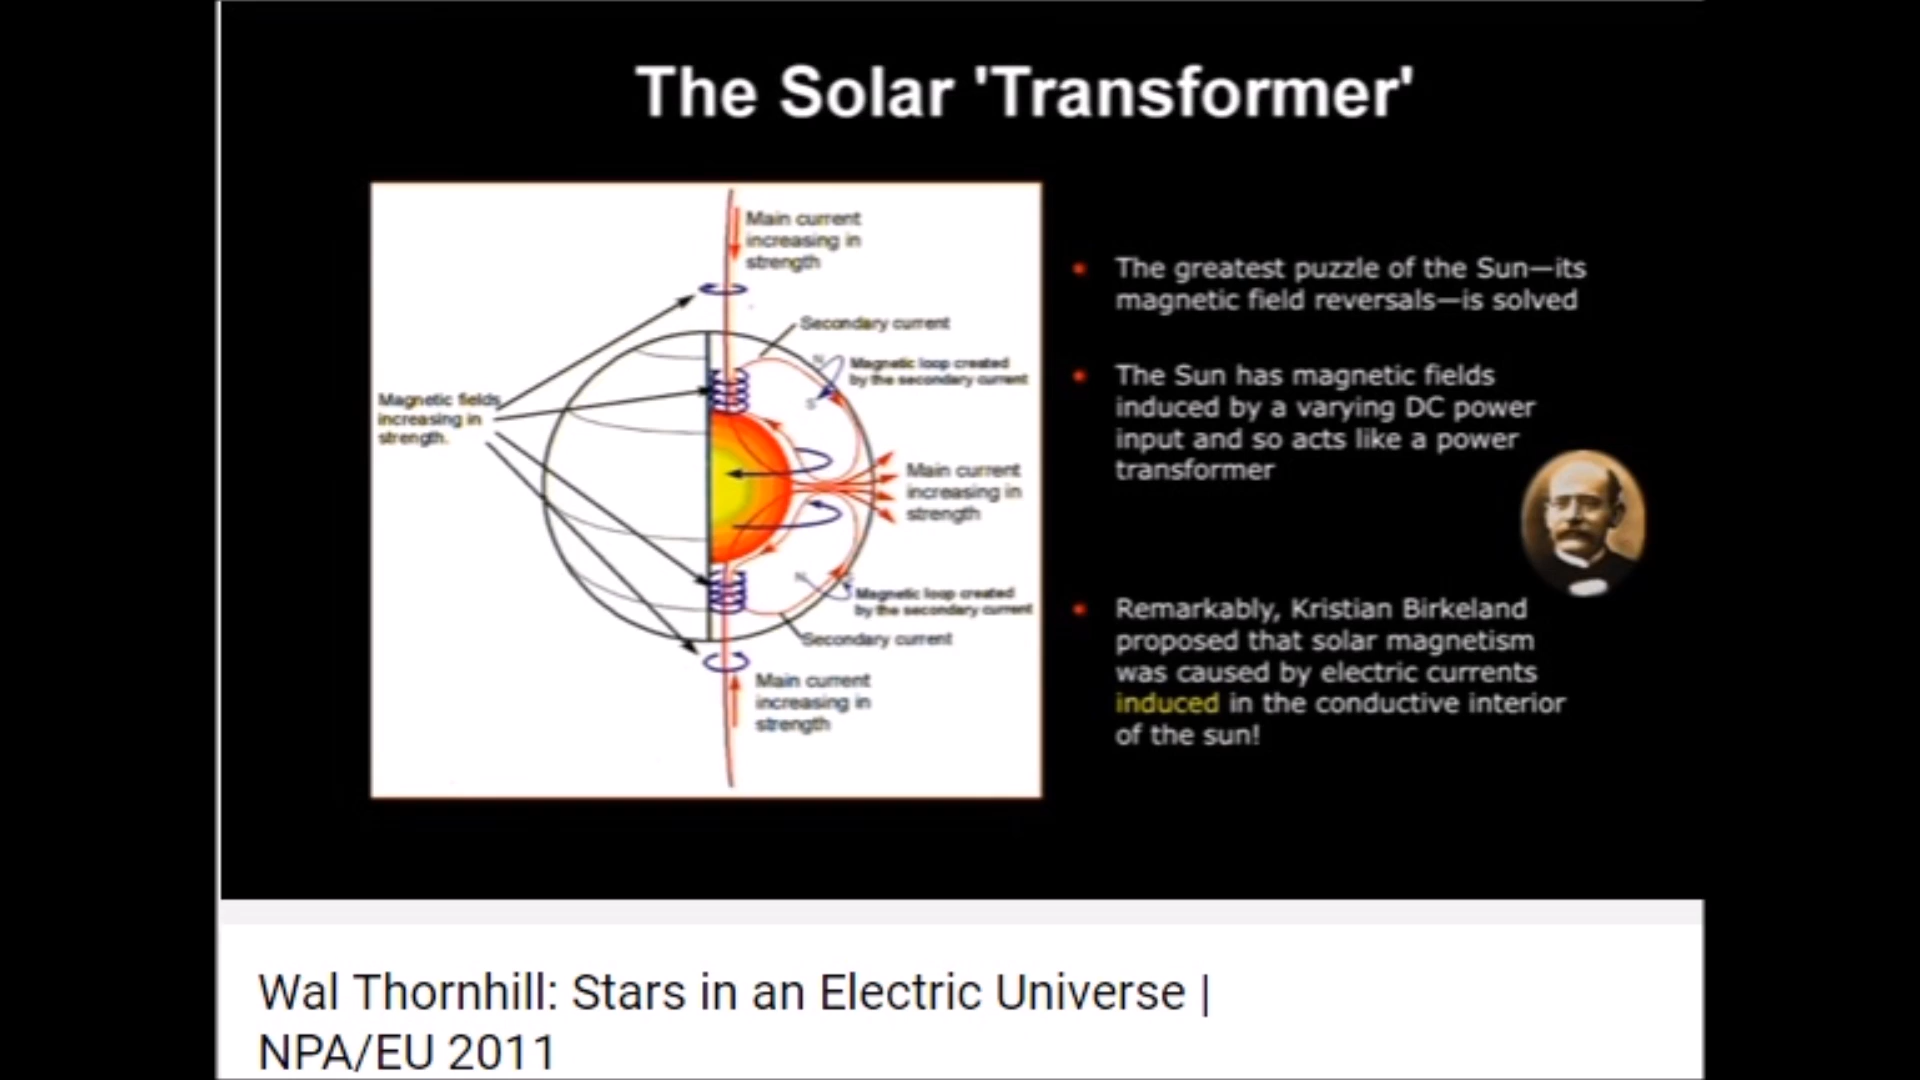 The Solar 'Transformer'
Main current
increasing in
strength
Secondary current
Magnetic loop created
by the secondary current
N
S
Magnetic fields
increasing in
strength.
Main current
increasing in
strength
N
Magnetic loop created
by the secondary current
Secondary current
Main current
increasing in
strength
The greatest puzzle of the Sun—its
magnetic field reversals—is solved
The Sun has magnetic fields
induced by a varying DC power
input and so acts like a power
transformer
Remarkably, Kristian Birkeland
proposed that solar magnetism
was caused by electric currents
induced in the conductive interior
of the sun!
Wal Thornhill: Stars in an Electric Universe |
NPA/EU 2011